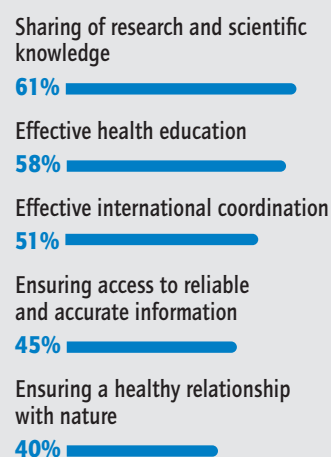 Sharing of research and scientific
knowledge
61%
Effective health education
58%
Effective international coordination
51%
Ensuring access to reliable
and accurate information
45%
Ensuring a healthy relationship
with nature
40%